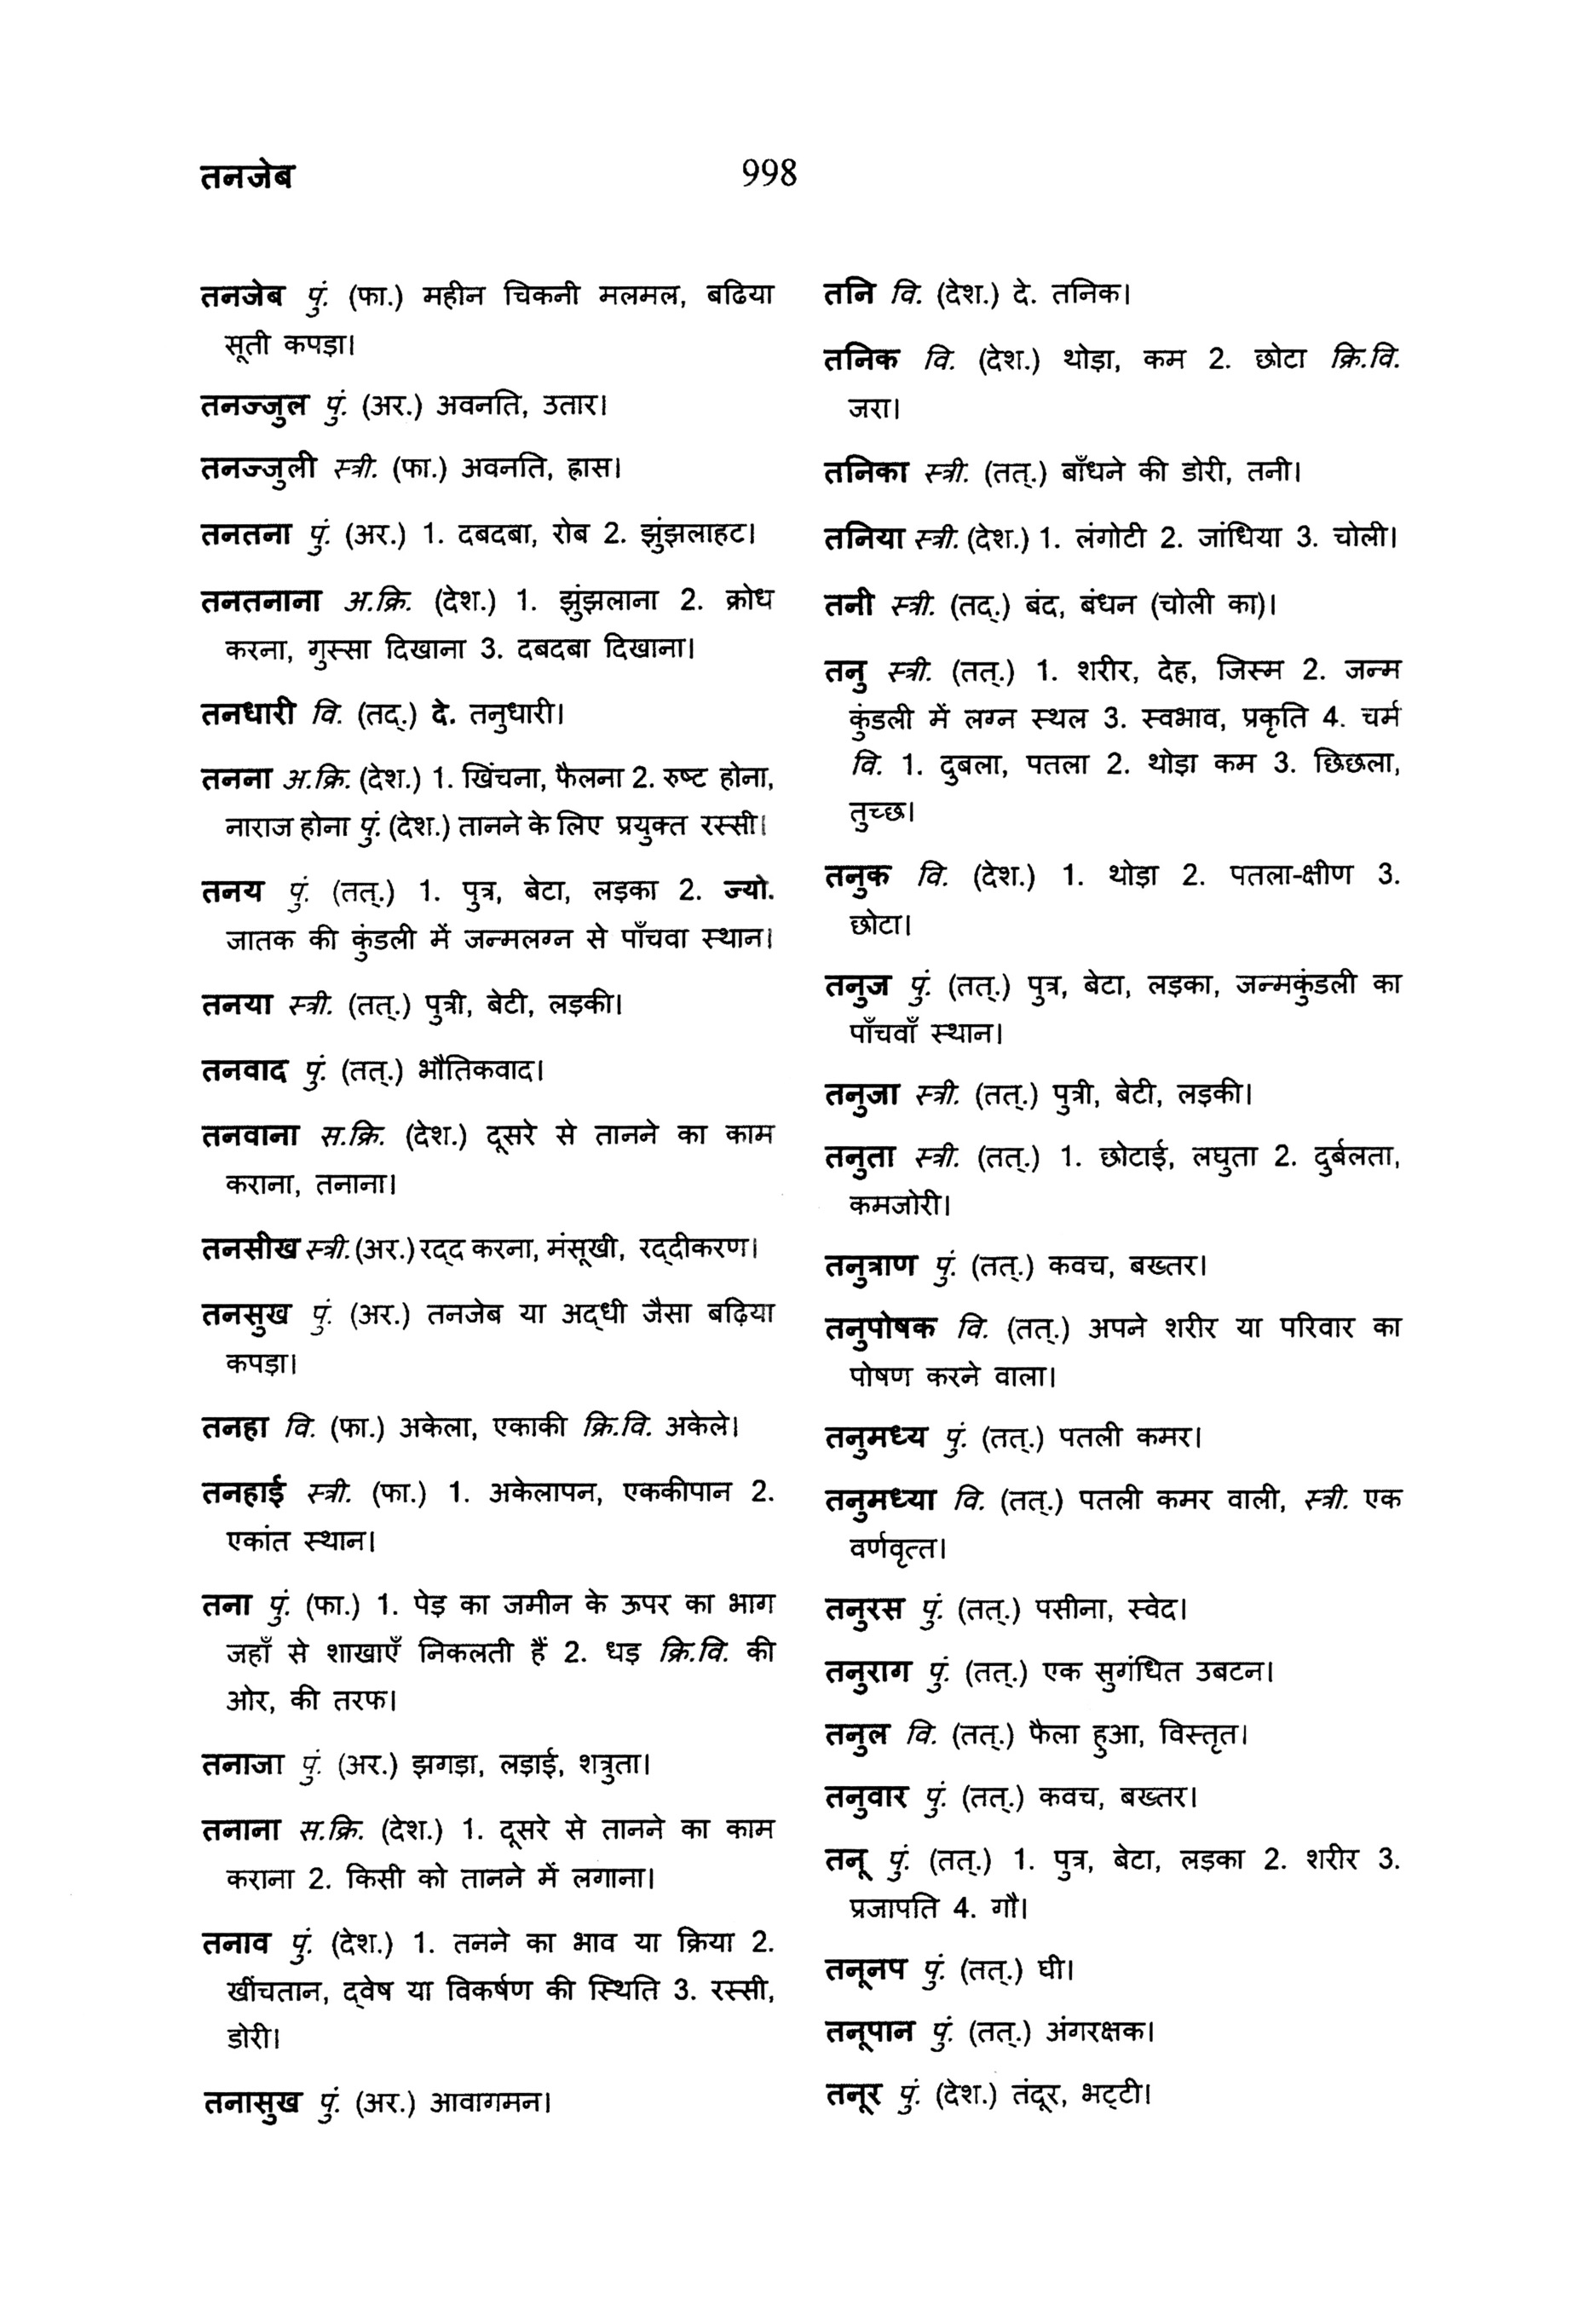 तनजेब
998
तनजेब पुं. (फा.) महीन चिकनी मलमल, बढिया
सूती कपड़ा।
तनज्जुल पुं. (अर.) अवनति, उतार।
तनज्जुली स्त्री. (फा.) अवनति, ह्रास।
तनतना पुं. (अर.) 1. दबदबा, रोब 2. झुंझलाहट।
तनतनाना अ.क्रि. (देश.) 1. झुंझलाना 2. क्रोध
करना, गुस्सा दिखाना 3. दबदबा दिखाना।
तनधारी वि. (तद्.) दे. तनुधारी।
तनना अ.क्रि. (देश.) 1. खिंचना, फैलना 2. रुष्ट होना,
नाराज होना पुं. (देश.) तानने के लिए प्रयुक्त रस्सी।
तनय पुं. (तत्.) 1. पुत्र, बेटा, लड़का 2. ज्यो.
जातक की कुंडली में जन्मलग्न से पाँचवा स्थान।
तनया स्त्री. (तत्.) पुत्री, बेटी, लड़की।
तनवाद पुं. (तत्.) भौतिकवाद।
तनवाना स.क्रि. (देश.) दूसरे से तानने का काम
कराना, तनाना।
तनसीख स्त्री. (अर.) रद्द करना, मंसूखी, रद्दीकरण।
तनसुख पुं. (अर.) तनजेब या अद्धी जैसा बढ़िया
कपड़ा।
तनहा वि. (फा.) अकेला, एकाकी क्रि.वि. अकेले।
तनहाई स्त्री. (फा.) 1. अकेलापन, एककीपान 2.
एकांत स्थान।
तना पुं. (फा.) 1. पेड़ का जमीन के ऊपर का भाग
जहाँ से शाखाएँ निकलती हैं 2. धड़ क्रि.वि. की
ओर, की तरफ।
तनाजा पुं. (अर.) झगड़ा, लड़ाई, शत्रुता।
तनाना स.क्रि. (देश.) 1. दूसरे से तानने का काम
कराना 2. किसी को तानने में लगाना।
तनाव पुं. (देश.) 1. तनने का भाव या क्रिया 2.
खींचतान, द्वेष या विकर्षण की स्थिति 3. रस्सी,
डोरी।
तनासुख पुं. (अर.) आवागमन।
तनि वि. (देश.) दे. तनिक।
तनिक वि. (देश.) थोड़ा, कम 2. छोटा क्रि.वि.
जरा।
तनिका स्त्री. (तत्.) बाँधने की डोरी, तनी।
तनिया स्त्री. (देश.) 1. लंगोटी 2. जांधिया 3. चोली।
तनी स्त्री. (तद्.) बंद, बंधन (चोली का)।
तनु स्त्री. (तत्.) 1. शरीर, देह, जिस्म 2. जन्म
कुंडली में लग्न स्थल 3. स्वभाव, प्रकृति 4. चर्म
वि. 1. दुबला, पतला 2. थोड़ा कम 3. छिछला,
तुच्छ।
तनुक वि. (देश.) 1. थोड़ा 2. पतला-क्षीण 3.
छोटा।
तनुज पुं. (तत्.) पुत्र, बेटा, लड़का, जन्मकुंडली का
पाँचवाँ स्थान।
तनुजा स्त्री. (तत्.) पुत्री, बेटी, लड़की।
तनुता स्त्री. (तत्.) 1. छोटाई, लघुता 2. दुर्बलता,
कमजोरी।
तनुत्राण पुं. (तत्.) कवच, बख्तर।
तनुपोषक वि. (तत्.) अपने शरीर या परिवार का
पोषण करने वाला।
तनुमध्य पुं. (तत्.) पतली कमर।
तनुमध्या वि. (तत्.) पतली कमर वाली, स्त्री. एक
वर्णवृत्त।
तनुरस पुं. (तत्.) पसीना, स्वेद।
तनुराग पुं. (तत्.) एक सुगंधित उबटन।
तनुल वि. (तत्.) फैला हुआ, विस्तृत।
तनुवार पुं. (तत्.) कवच, बख्तर।
तनू पुं. (तत्.) 1. पुत्र, बेटा, लड़का 2. शरीर 3.
प्रजापति 4. गौ।
तनूनप पुं. (तत्.) घी।
तनूपान पुं. (तत्.) अंगरक्षक।
तनूर पुं. (देश.) तंदूर, भट्टी।